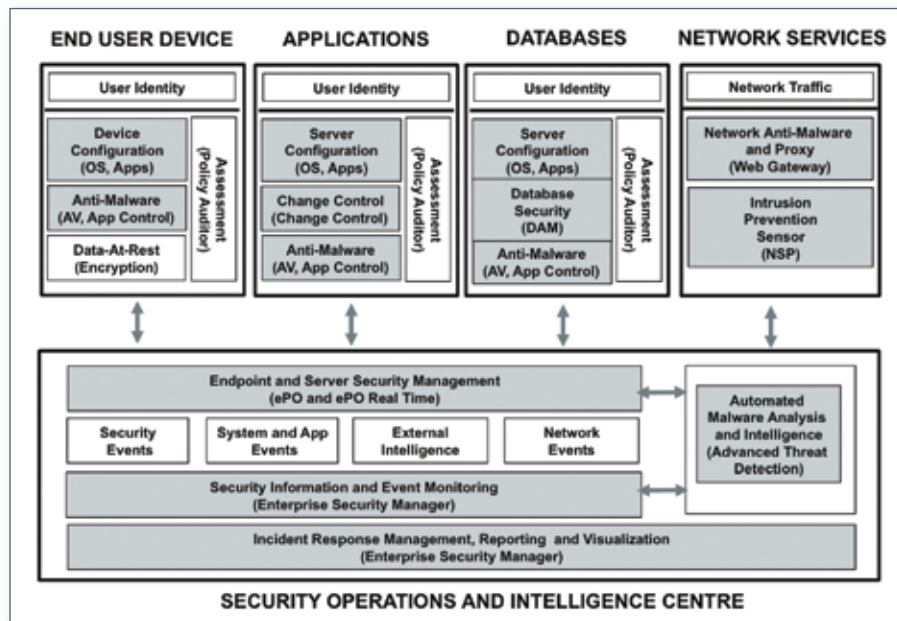 END USER DEVICE
User Identity
Device
Configuration
(OS, Apps)
Anti-Malware
(AV, App Control)
Data-At-Rest
(Encryption)
Assessment
(Policy Auditor)
APPLICATIONS
User Identity
Server
Configuration
(OS, Apps)
Change Control
(Change Control)
Anti-Malware
(AV, App Control)
Assessment
(Policy Auditor)
DATABASES
User Identity
Server
Configuration
(OS, Apps)
Database
Security
(DAM)
Anti-Malware
(AV, App Control)
Assessment
(Policy Auditor)
NETWORK SERVICES
Network Traffic
Network Anti-Malware
and Proxy
(Web Gateway)
Intrusion
Prevention
Sensor
(NSP)
Endpoint and Server Security Management
(ePO and ePO Real Time)
Security
Events
System and App
Events
External
Intelligence
Network
Events
Security Information and Event Monitoring
(Enterprise Security Manager)
Automated
Malware Analysis
and Intelligence
(Advanced Threat
Detection)
Incident Response Management, Reporting and Visualization
(Enterprise Security Manager)
SECURITY OPERATIONS AND INTELLIGENCE CENTRE